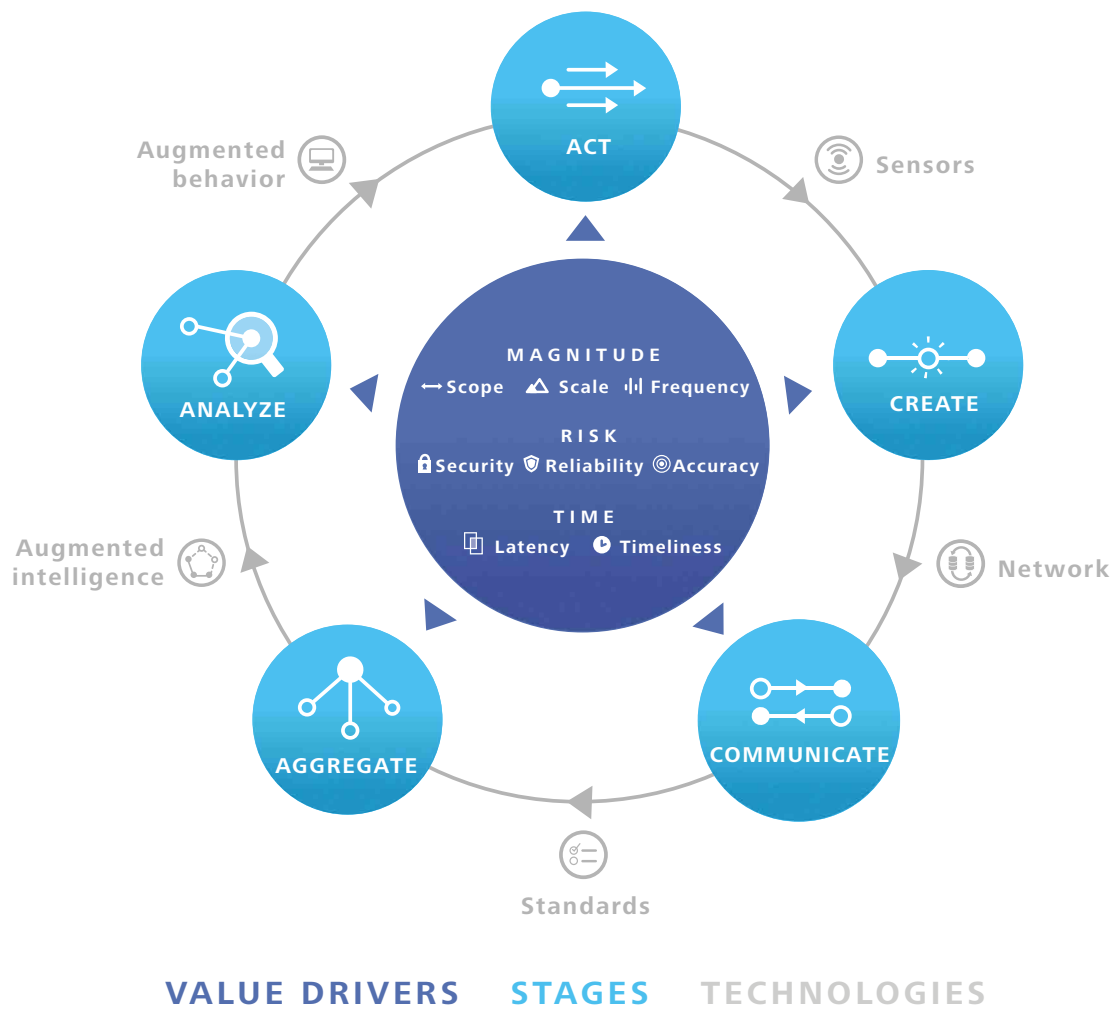 ACT
Augmented
behavior
Sensors
ANALYZE
CREATE
MAGNITUDE
Scope Scale Frequency
RISK
Security Reliability Accuracy
TIME
Latency Timeliness
Augmented
intelligence
Network
AGGREGATE
COMMUNICATE
Standards
VALUE DRIVERS STAGES TECHNOLOGIES